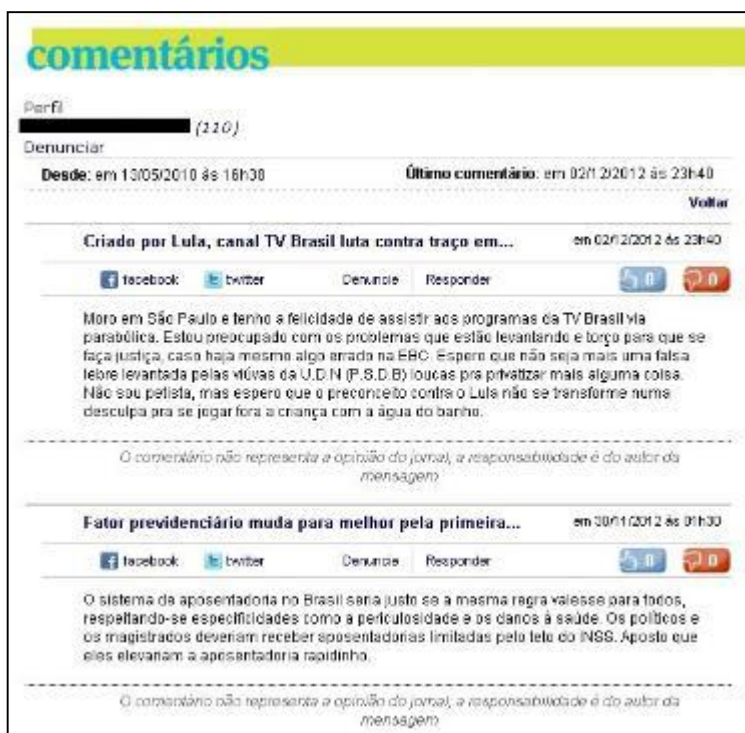 comentários
Perfil
(110)
Denunciar
Desde: em 13/05/2010 às 16h38 Último comentário: em 02/12/2012 às 23h40
Voltar
Criado por Lula, canal TV Brasil luta contra traço em... em 02/12/2012 às 23h40
facebook twitter Denuncie Responder 0 0
Moro em São Paulo e tenho a felicidade de assistir aos programas da TV Brasil via
parabólica. Estou preocupado com os problemas que estão levantando e torço para que se
faça justiça, caso haja mesmo algo errado na EBC. Espero que não seja mais uma falsa
lebre levantada pelas viúvas da U.D.N (P.S.D.B) loucas pra privatizar mais alguma coisa.
Não sou petista, mas espero que o preconceito contra o Lula não se transforme numa
desculpa pra se jogar fora a criança com a água do banho.
O comentário não representa a opinião do jornal, a responsabilidade é do autor da
mensagem
Fator previdenciário muda para melhor pela primeira... em 30/11/2012 às 01h30
facebook twitter Denuncie Responder 0 0
O sistema de aposentadoria no Brasil seria justo se a mesma regra valesse para todos,
respeitando-se especificidades como a periculosidade e os danos à saúde. Os políticos e
os magistrados deveriam receber aposentadorias limitadas pelo teto do INSS. Aposto que
eles elevariam a aposentadoria rapidinho.
O comentário não representa a opinião do jornal, a responsabilidade é do autor da
mensagem